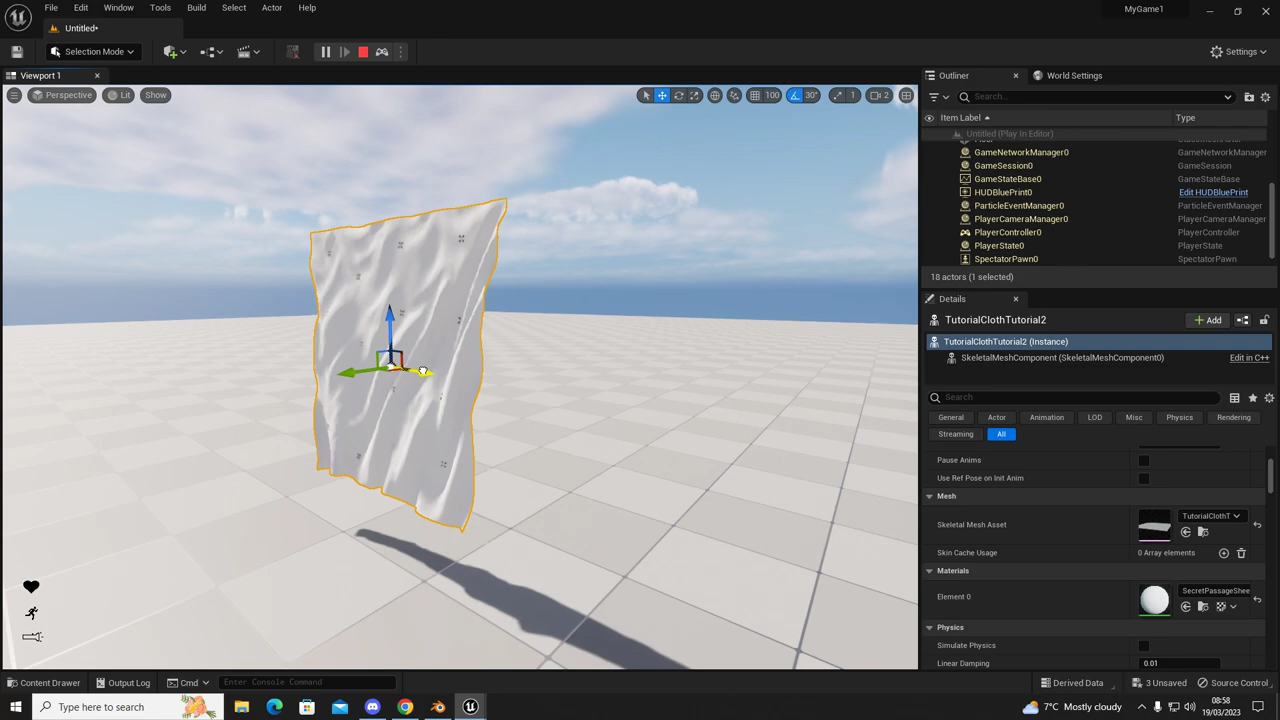 File Edit Window Tools Build Select Actor Help
MyGame1
Untitled*
Selection Mode
Settings
Viewport 1
Perspective
Lit
Show
100
30°
1
2
Outliner
World Settings
Search...
Item Label
Type
Untitled (Play In Editor)
GameNetworkManager0 GameNetworkManager
GameSession0 GameSession
GameStateBase0 GameStateBase
HUDBluePrint0 Edit HUDBluePrint
ParticleEventManager0 ParticleEventManager
PlayerCameraManager0 PlayerCameraManager
PlayerController0 PlayerController
PlayerState0 PlayerState
SpectatorPawn0 SpectatorPawn
18 actors (1 selected)
Details
TutorialClothTutorial2
Add
TutorialClothTutorial2 (Instance)
SkeletalMeshComponent (SkeletalMeshComponent0) Edit in C++
Search
General Actor Animation LOD Misc Physics Rendering
Streaming All
Pause Anims
Use Ref Pose on Init Anim
Mesh
Skeletal Mesh Asset
TutorialClothT
Skin Cache Usage
0 Array elements
Materials
Element 0
SecretPassageShee
Physics
Simulate Physics
Linear Damping
0.01
Content Drawer
Output Log
Cmd
Enter Console Command
Derived Data
3 Unsaved
Source Control
Type here to search
7°C Mostly cloudy
08:58
19/03/2023